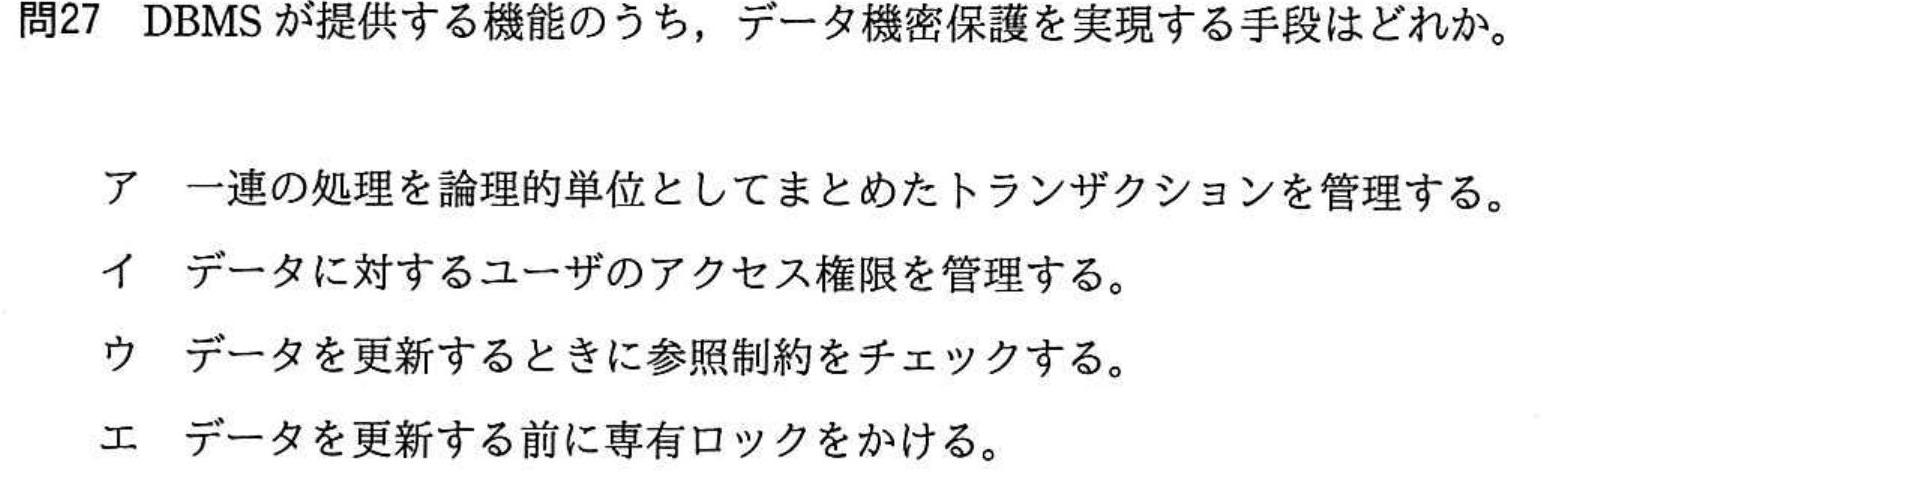 問27 DBMS が提供する機能のうち，データ機密保護を実現する手段はどれか。
ア 一連の処理を論理的単位としてまとめたトランザクションを管理する。
イ データに対するユーザのアクセス権限を管理する。
ウ データを更新するときに参照制約をチェックする。
エ データを更新する前に専有ロックをかける。